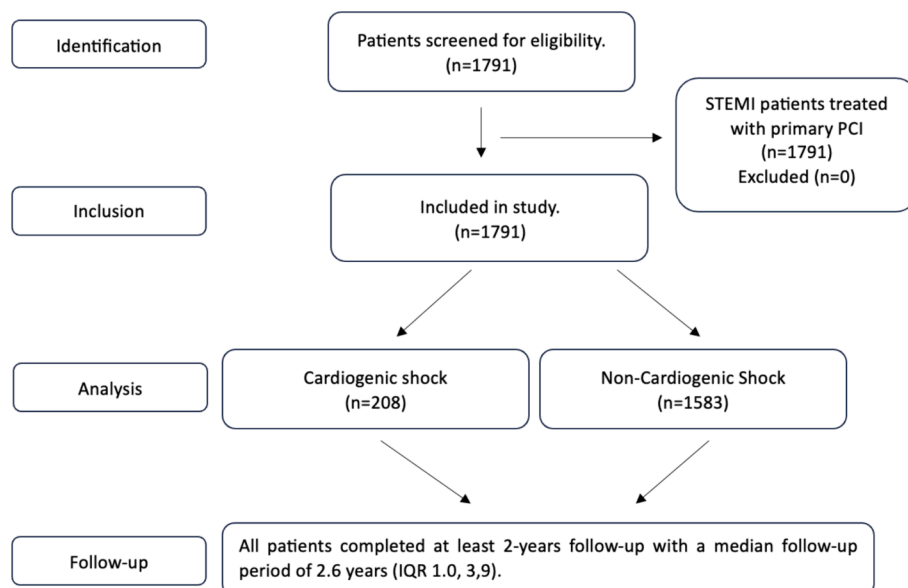 Identification
Patients screened for eligibility.
(n=1791)
STEMI patients treated
with primary PCI
(n=1791)
Excluded (n=0)
Inclusion
Included in study.
(n=1791)
Analysis
Cardiogenic shock
(n=208)
Non-Cardiogenic Shock
(n=1583)
Follow-up
All patients completed at least 2-years follow-up with a median follow-up
period of 2.6 years (IQR 1.0, 3,9).